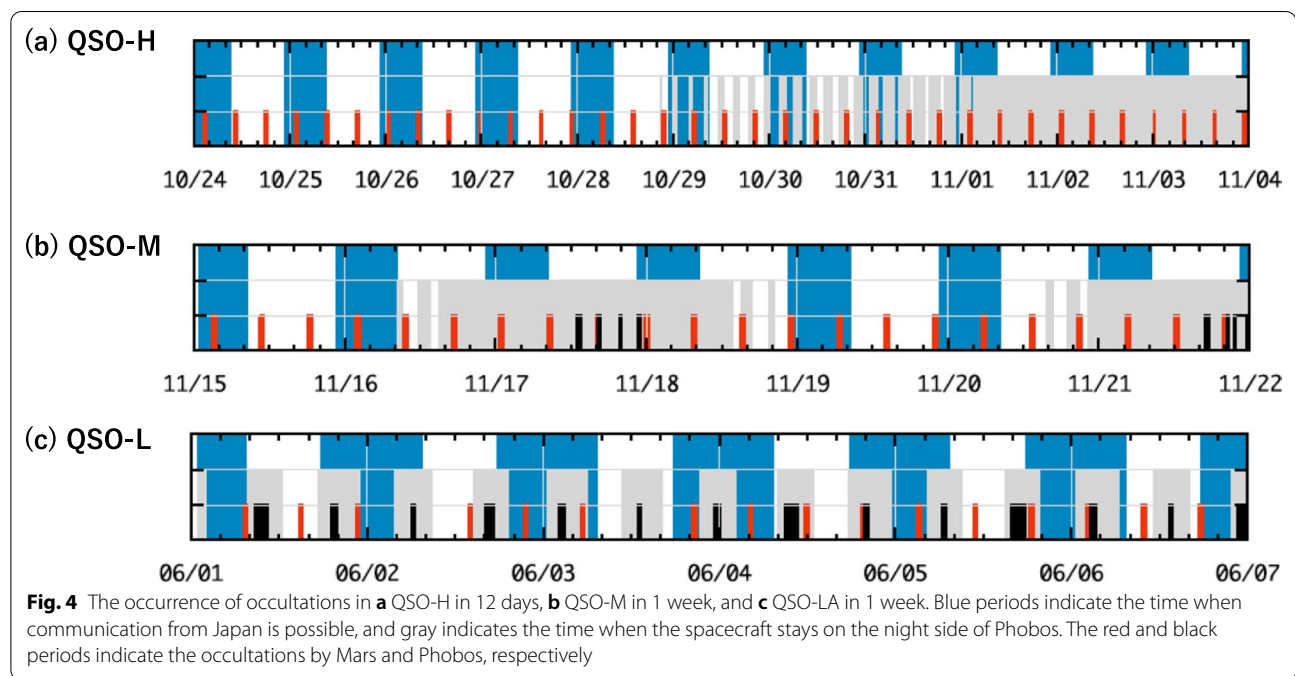 (a) QSO-H
10/24 10/25 10/26 10/27 10/28 10/29 10/30 10/31 11/01 11/02 11/03 11/04
(b) QSO-M
11/15 11/16 11/17 11/18 11/19 11/20 11/21 11/22
(c) QSO-L
06/01 06/02 06/03 06/04 06/05 06/06 06/07
Fig. 4 The occurrence of occultations in a QSO-H in 12 days, b QSO-M in 1 week, and c QSO-LA in 1 week. Blue periods indicate the time when
communication from Japan is possible, and gray indicates the time when the spacecraft stays on the night side of Phobos. The red and black
periods indicate the occultations by Mars and Phobos, respectively